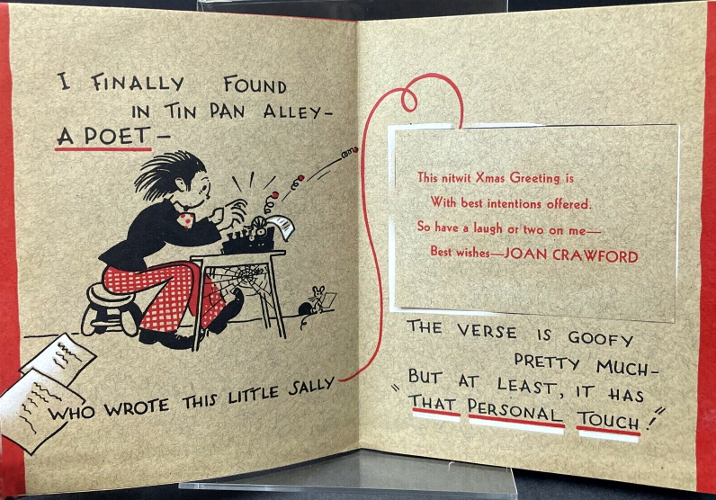 I FINALLY FOUND
IN TIN PAN ALLEY-
A POET-
WHO WROTE THIS LITTLE SALLY
This nitwit Xmas Greeting is
With best intentions offered.
So have a laugh or two on me—
Best wishes—JOAN CRAWFORD
THE VERSE IS GOOFY
PRETTY MUCH-
BUT AT LEAST, IT HAS
"THAT PERSONAL TOUCH!"